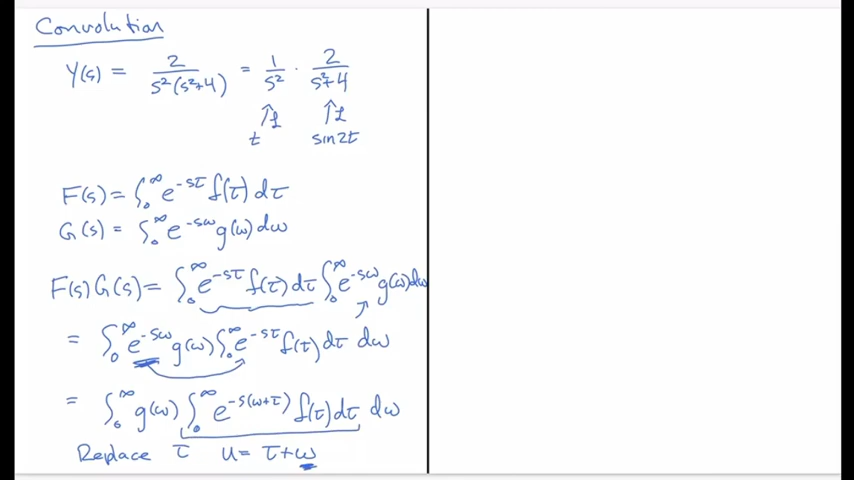 Convolution
Y(s) = 2/(s²(s²+4)) = 1/s² · 2/(s²+4)
↑ℒ ↑ℒ
t sin2t
F(s) = ∫₀^∞ e^(-sτ) f(τ) dτ
G(s) = ∫₀^∞ e^(-sω) g(ω) dω
F(s)G(s) = ∫₀^∞ e^(-sτ) f(τ) dτ ∫₀^∞ e^(-sω) g(ω) dω
= ∫₀^∞ e^(-sω) g(ω) ∫₀^∞ e^(-sτ) f(τ) dτ dω
= ∫₀^∞ g(ω) ∫₀^∞ e^(-s(ω+τ)) f(τ) dτ dω
Replace τ u = τ+ω